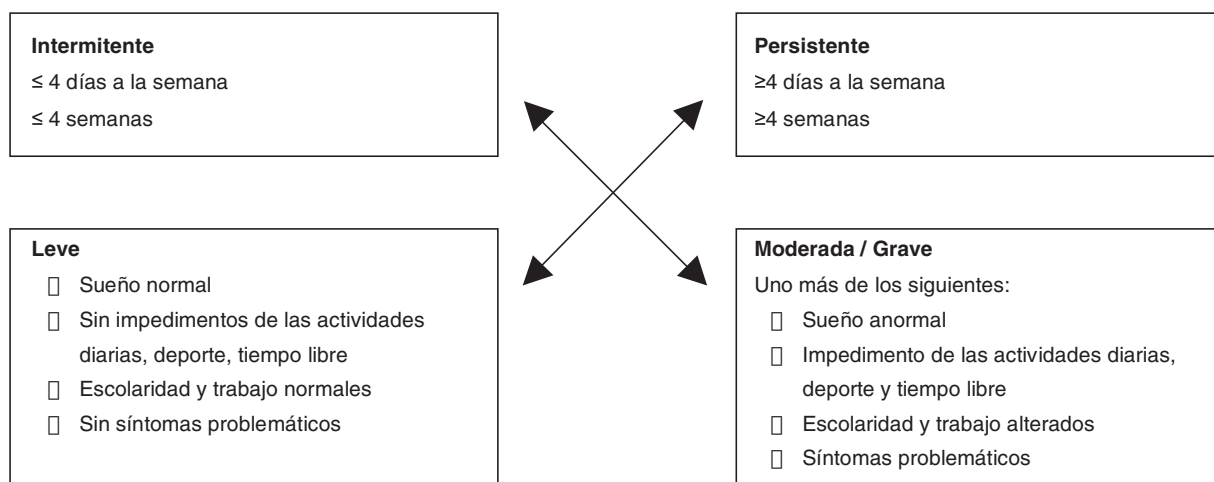 Intermitente
≤ 4 días a la semana
≤ 4 semanas
Persistente
≥4 días a la semana
≥4 semanas
Leve
Sueño normal
Sin impedimentos de las actividades
diarias, deporte, tiempo libre
Escolaridad y trabajo normales
Sin síntomas problemáticos
Moderada / Grave
Uno más de los siguientes:
Sueño anormal
Impedimento de las actividades diarias,
deporte y tiempo libre
Escolaridad y trabajo alterados
Síntomas problemáticos